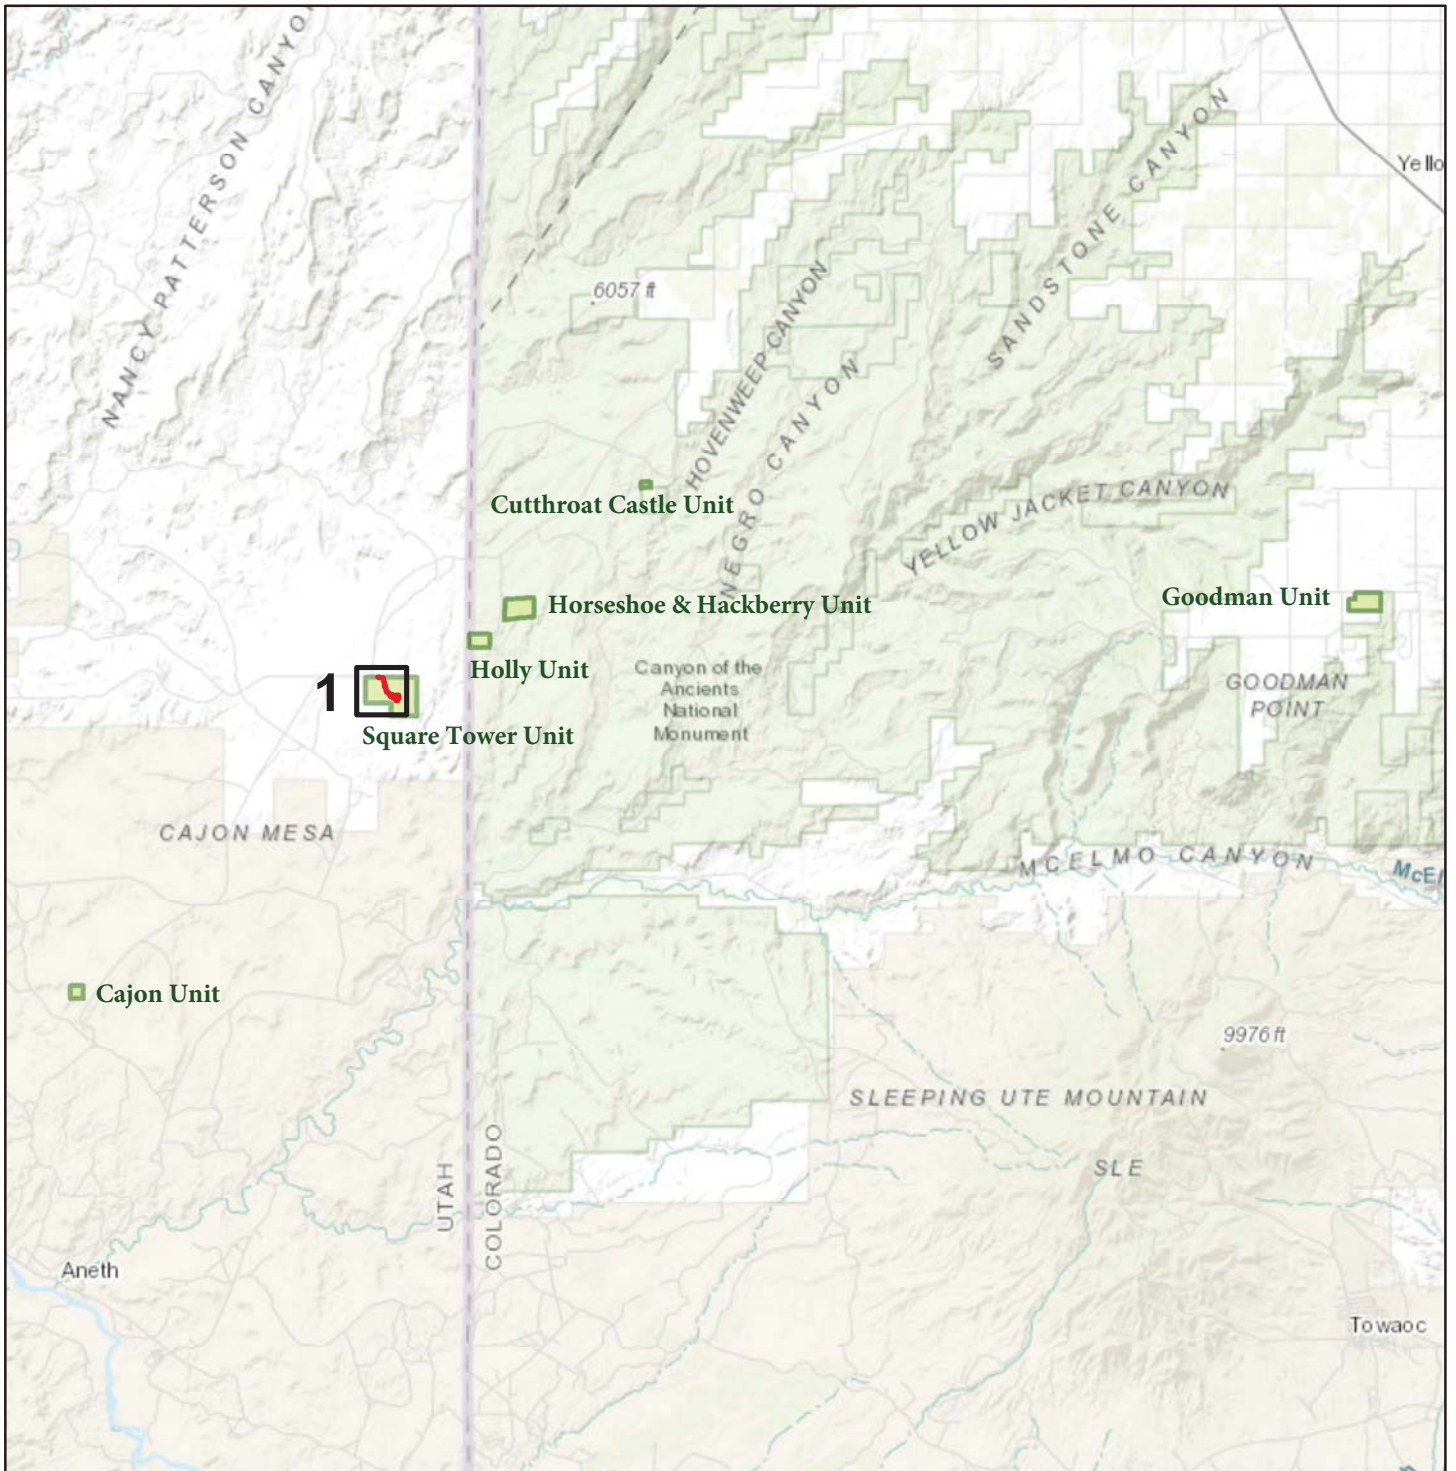 NANCY PATTERSON CANYO
SANDSTONE CANYON
Yello
6057 ft
HOVENWEEP CANYON
NEGRO CANYON
Cutthroat Castle Unit
YELLOW JACKET CANYON
Horseshoe & Hackberry Unit
Goodman Unit
Holly Unit
Canyon of the
Ancients
National
Monument
GOODMAN
POINT
1
Square Tower Unit
CAJON MESA
MCELMO CANYON
McEl
Cajon Unit
9976 ft
SLEEPING UTE MOUNTAIN
SLE
UTAH
COLORADO
Aneth
Towaoc